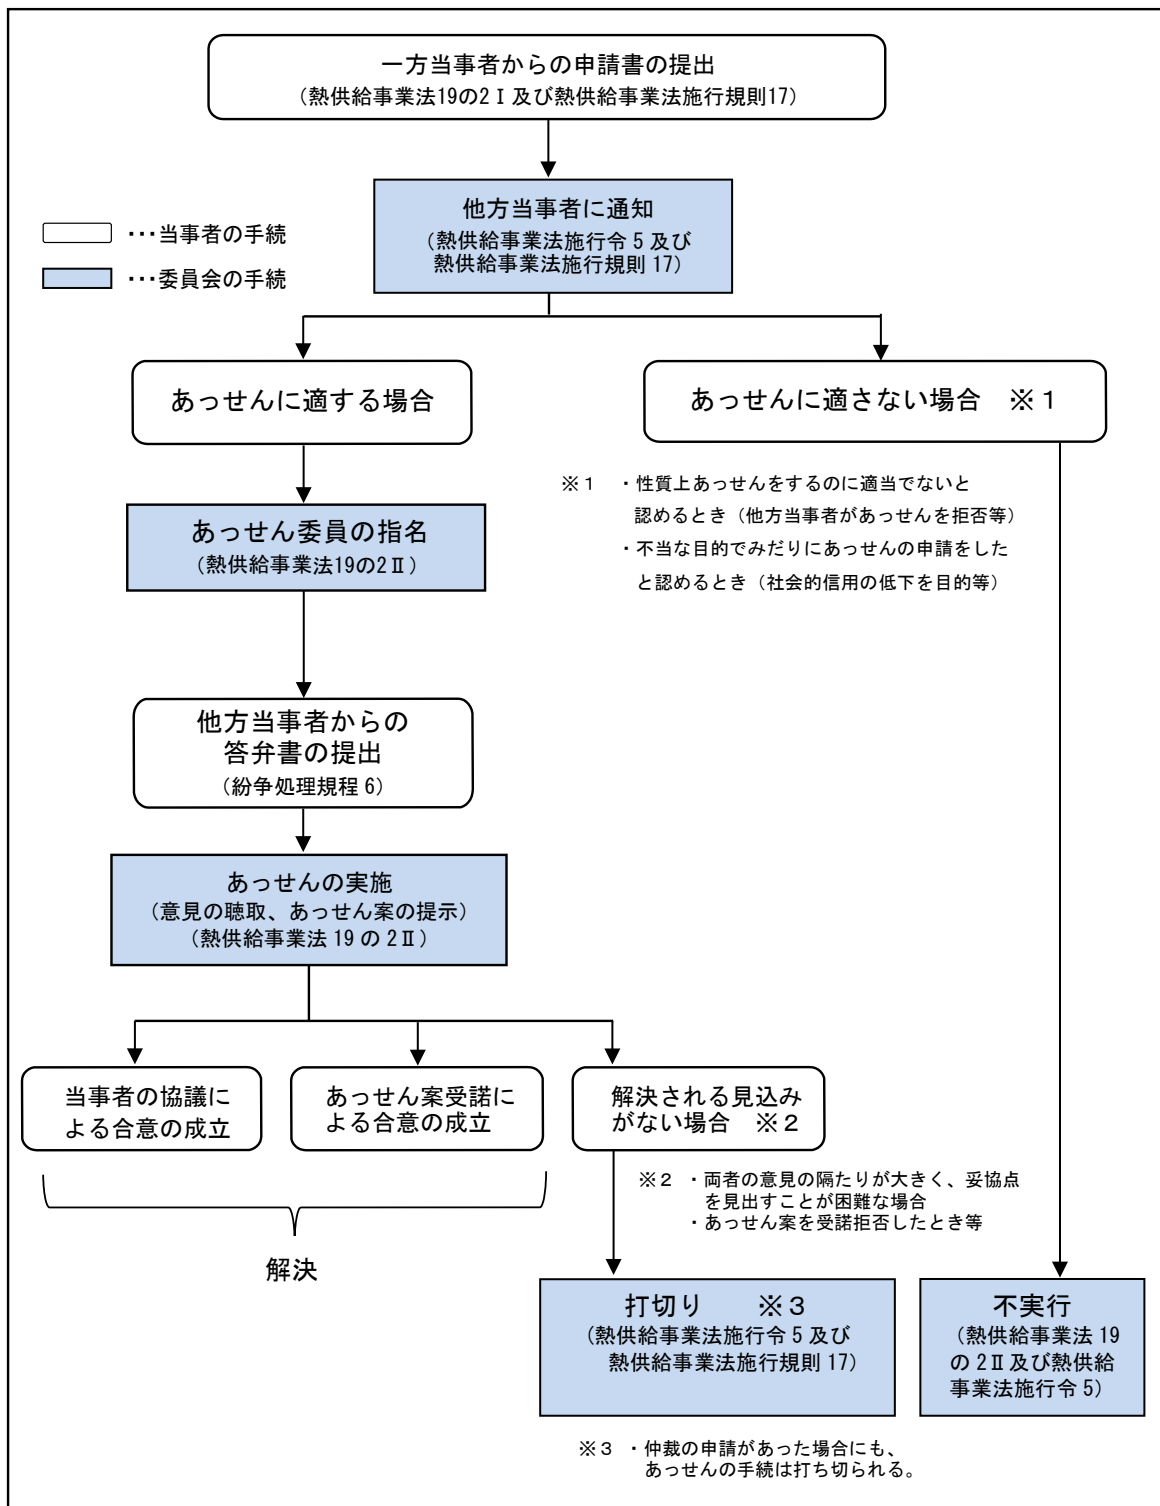 一方当事者からの申請書の提出
（熱供給事業法19の2Ⅰ及び熱供給事業法施行規則17）
他方当事者に通知
（熱供給事業法施行令5及び
熱供給事業法施行規則17）
・・・当事者の手続
・・・委員会の手続
あっせんに適する場合
あっせんに適さない場合　※１
※１　・性質上あっせんをするのに適当でないと
認めるとき（他方当事者があっせんを拒否等）
・不当な目的でみだりにあっせんの申請をした
と認めるとき（社会的信用の低下を目的等）
あっせん委員の指名
（熱供給事業法19の2Ⅱ）
他方当事者からの
答弁書の提出
（紛争処理規程6）
あっせんの実施
（意見の聴取、あっせん案の提示）
（熱供給事業法19の2Ⅱ）
当事者の協議に
よる合意の成立
あっせん案受諾に
よる合意の成立
解決される見込み
がない場合　※２
※２　・両者の意見の隔たりが大きく、妥協点
を見出すことが困難な場合
・あっせん案を受諾拒否したとき等
解決
打切り　※３
（熱供給事業法施行令5及び
熱供給事業法施行規則17）
不実行
（熱供給事業法19
の2Ⅱ及び熱供給
事業法施行令5）
※３　・仲裁の申請があった場合にも、
あっせんの手続は打ち切られる。